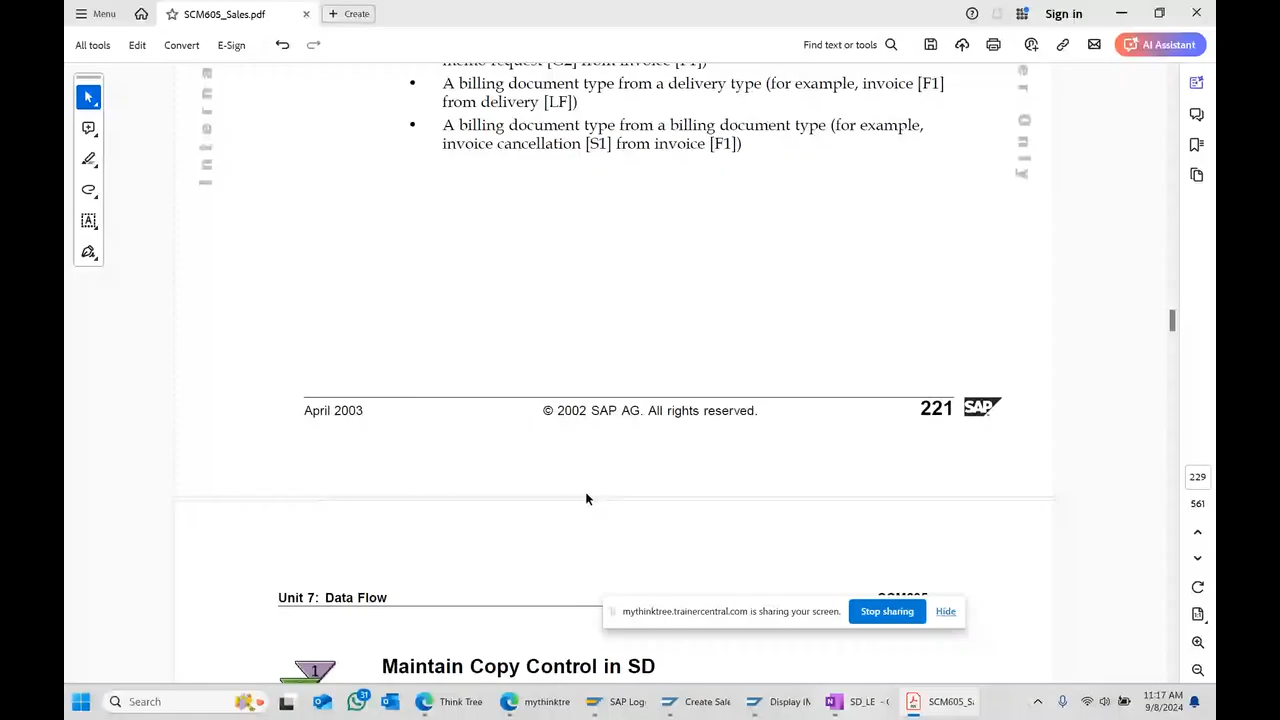 Menu
SCM605_Sales.pdf
Create
Sign in
All tools
Edit
Convert
E-Sign
Find text or tools
AI Assistant
memo request [G2] from invoice [F1])
• A billing document type from a delivery type (for example, invoice [F1]
from delivery [LF])
• A billing document type from a billing document type (for example,
invoice cancellation [S1] from invoice [F1])
April 2003
© 2002 SAP AG. All rights reserved.
221
SAP
229
561
Unit 7: Data Flow
SCM605
mythinktree.trainercentral.com is sharing your screen.
Stop sharing
Hide
1
Maintain Copy Control in SD
Search
31
Think Tree
mythinktre
SAP Log
Create Sale
Display IM
SD_LE - C
SCM605_Sa
11:17 AM
9/8/2024